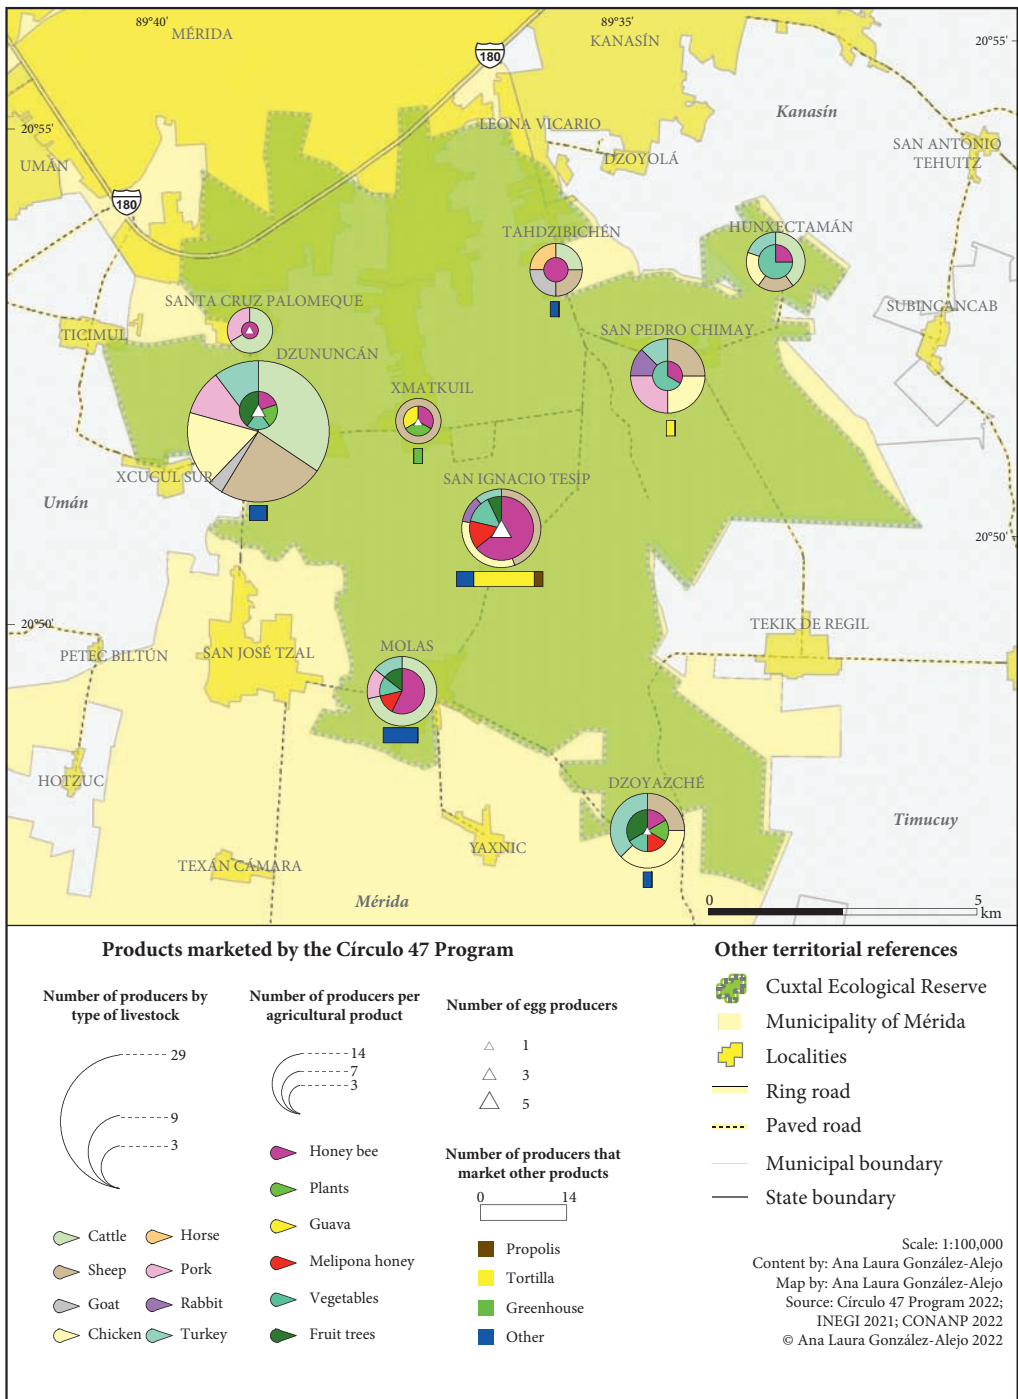 89°40'
89°35'
MÉRIDA
KANASÍN
20°55'
180
Kanasín
20°55'
LEONA VICARIO
SAN ANTONIO
TEHUITZ
UMÁN
DZOYOLÁ
180
TAHDZIBICHÉN
HUNXECTAMÁN
SANTA CRUZ PALOMEQUE
SUBINCANCAB
TICIMUL
SAN PEDRO CHIMAY
DZUNUNCÁN
XMATKUIL
XCUCUL SUR
SAN IGNACIO TESIP
Umán
20°50'
20°50'
TEKIK DE REGIL
MOLAS
PETEC BILTÚN
SAN JOSÉ TZAL
HOTZUC
DZOYAZCHÉ
Timucuy
YAXNIC
TEXÁN CÁMARA
Mérida
0
5
km
Products marketed by the Círculo 47 Program
Number of producers by
type of livestock
29
9
3
Cattle
Horse
Sheep
Pork
Goat
Rabbit
Chicken
Turkey
Number of producers per
agricultural product
14
7
3
Honey bee
Plants
Guava
Melipona honey
Vegetables
Fruit trees
Number of egg producers
1
3
5
Number of producers that
market other products
0
14
Propolis
Tortilla
Greenhouse
Other
Other territorial references
Cuxtal Ecological Reserve
Municipality of Mérida
Localities
Ring road
Paved road
Municipal boundary
State boundary
Scale: 1:100,000
Content by: Ana Laura González-Alejo
Map by: Ana Laura González-Alejo
Source: Círculo 47 Program 2022;
INEGI 2021; CONANP 2022
© Ana Laura González-Alejo 2022